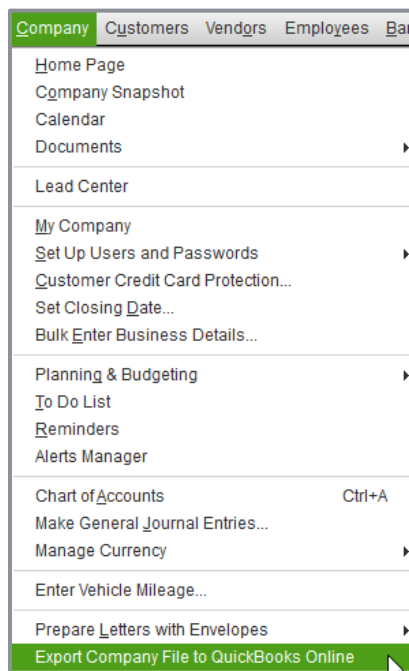 Company Customers Vendors Employees Ba
Home Page
Company Snapshot
Calendar
Documents
Lead Center
My Company
Set Up Users and Passwords
Customer Credit Card Protection...
Set Closing Date...
Bulk Enter Business Details...
Planning & Budgeting
To Do List
Reminders
Alerts Manager
Chart of Accounts Ctrl+A
Make General Journal Entries...
Manage Currency
Enter Vehicle Mileage...
Prepare Letters with Envelopes
Export Company File to QuickBooks Online